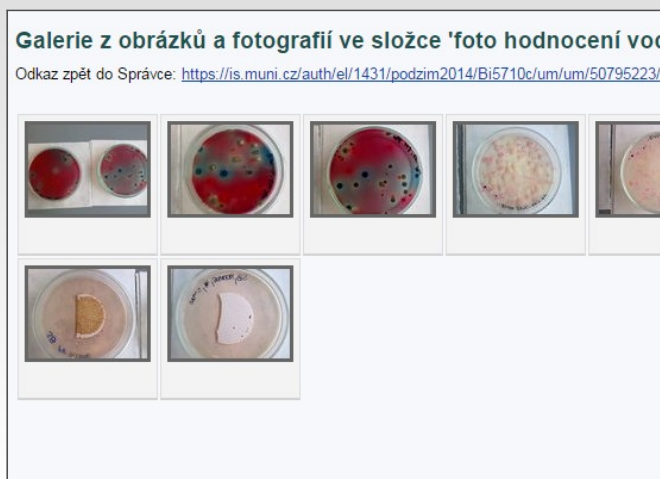 Galerie z obrázků a fotografií ve složce 'foto hodnocení
Odkaz zpět do Správce: https://is.muni.cz/auth/el/1431/podzim2014/Bi5710c/um/um/50795223/